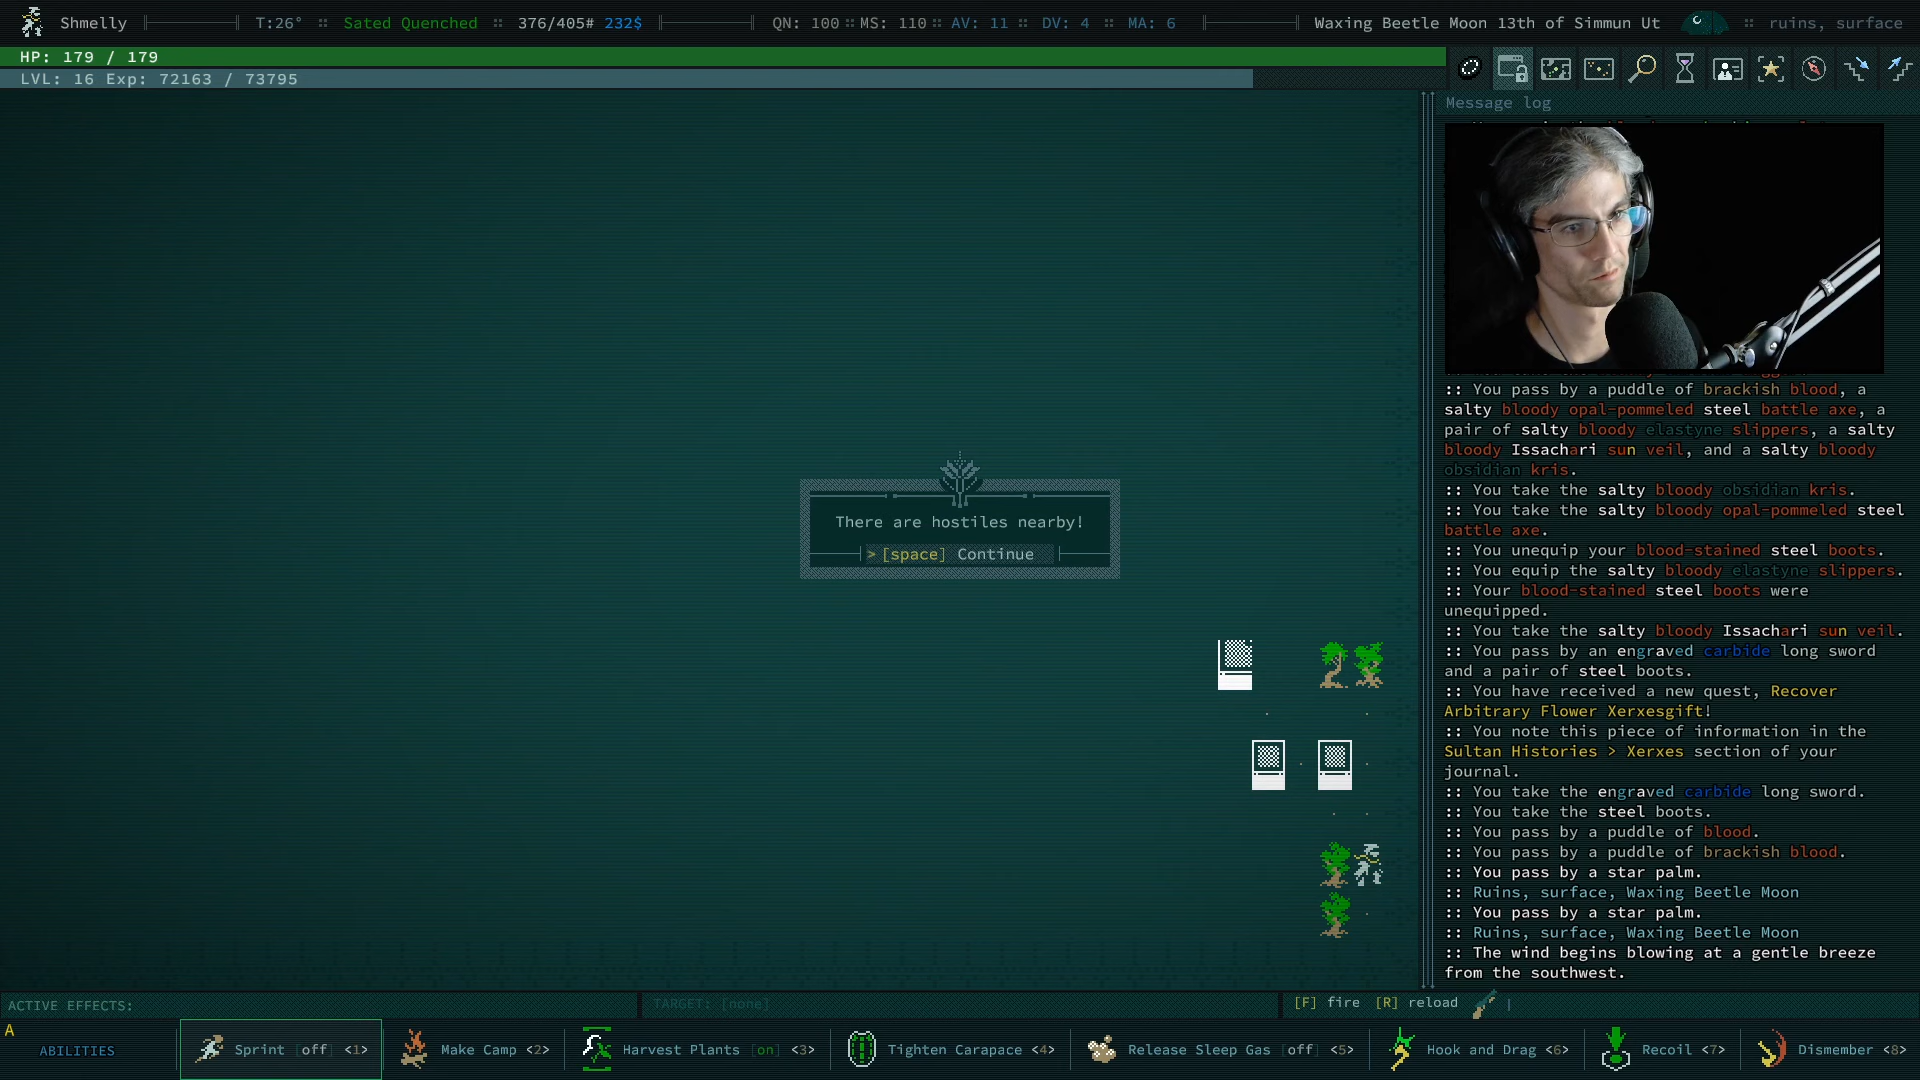 Shmelly T:26° :: Sated Quenched :: 376/405# 232$ QN: 100 :: MS: 110 :: AV: 11 :: DV: 4 :: MA: 6 Waxing Beetle Moon 13th of Simmun Ut :: ruins, surface
HP: 179 / 179
LVL: 16 Exp: 72163 / 73795
Message log
:: You pass by a puddle of brackish blood, a
salty bloody opal-pommeled steel battle axe, a
pair of salty bloody elastyne slippers, a salty
bloody Issachari sun veil, and a salty bloody
obsidian kris.
:: You take the salty bloody obsidian kris.
:: You take the salty bloody opal-pommeled steel
battle axe.
:: You unequip your blood-stained steel boots.
:: You equip the salty bloody elastyne slippers.
:: Your blood-stained steel boots were
unequipped.
:: You take the salty bloody Issachari sun veil.
:: You pass by an engraved carbide long sword
and a pair of steel boots.
:: You have received a new quest, Recover
Arbitrary Flower Xerxesgift!
:: You note this piece of information in the
Sultan Histories > Xerxes section of your
journal.
:: You take the engraved carbide long sword.
:: You take the steel boots.
:: You pass by a puddle of blood.
:: You pass by a puddle of brackish blood.
:: You pass by a star palm.
:: Ruins, surface, Waxing Beetle Moon
:: You pass by a star palm.
:: Ruins, surface, Waxing Beetle Moon
:: The wind begins blowing at a gentle breeze
from the southwest.
There are hostiles nearby!
> [space] Continue
ACTIVE EFFECTS: TARGET: [none] [F] fire [R] reload
A
ABILITIES Sprint [off] <1> Make Camp <2> Harvest Plants [on] <3> Tighten Carapace <4> Release Sleep Gas [off] <5> Hook and Drag <6> Recoil <7> Dismember <8>